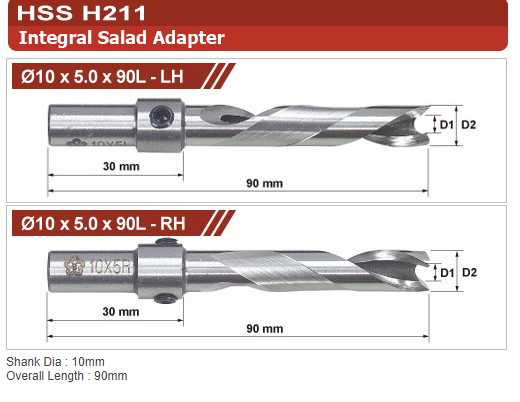 HSS H211
Integral Salad Adapter
Ø10 x 5.0 x 90L - LH
10X5L
D1 D2
30 mm
90 mm
Ø10 x 5.0 x 90L - RH
10X5R
D1 D2
30 mm
90 mm
Shank Dia : 10mm
Overall Length : 90mm